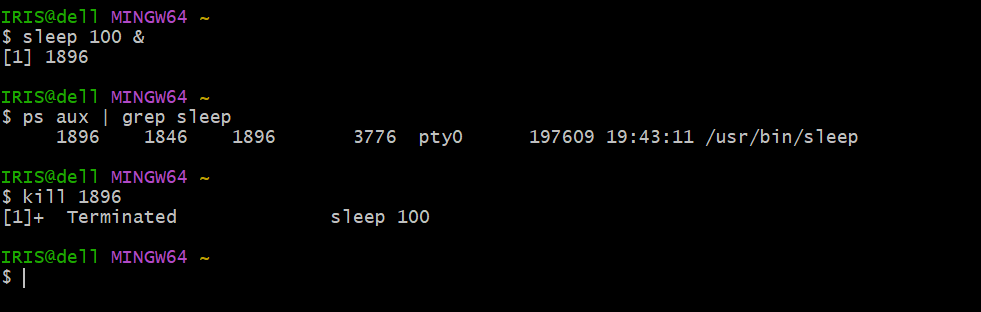 IRIS@dell MINGW64 ~
$ sleep 100 &
[1] 1896
IRIS@dell MINGW64 ~
$ ps aux | grep sleep
     1896    1846    1896       3776  pty0      197609 19:43:11 /usr/bin/sleep
IRIS@dell MINGW64 ~
$ kill 1896
[1]+  Terminated              sleep 100
IRIS@dell MINGW64 ~
$